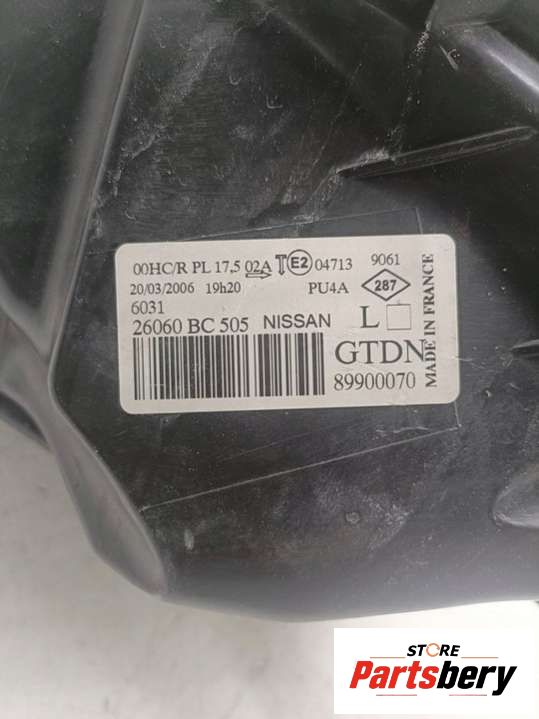 00HC/R PL 17,5 02A T E2 04713 9061
20/03/2006 19h20 PU4A 287
6031
26060 BC 505 NISSAN L
GTDN
89900070
MADE IN FRANCE
STORE
Partsbery